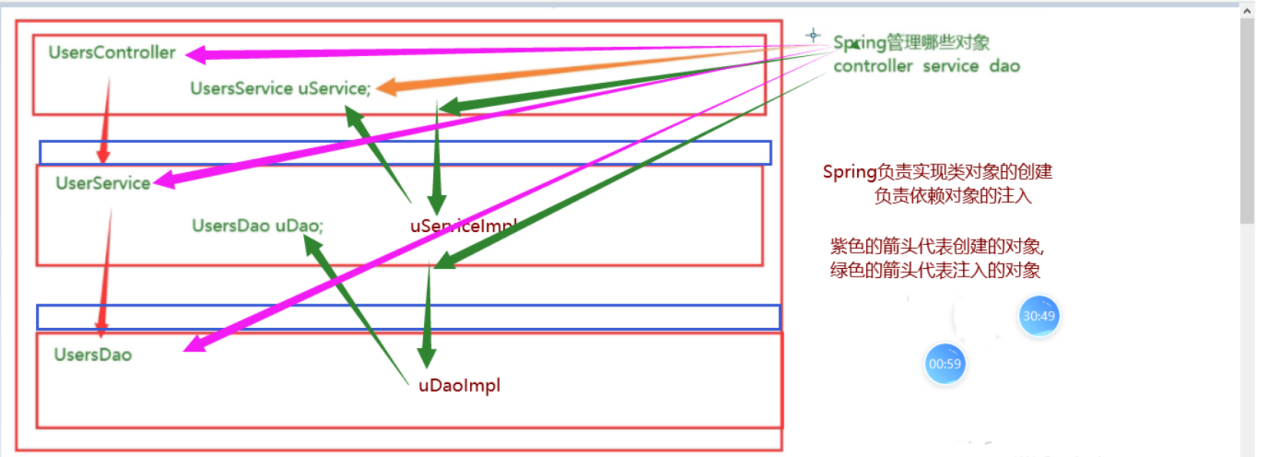 UsersController
UsersService uService;
UserService
UsersDao uDao;
uServiceImpl
UsersDao
uDaoImpl
Spring管理哪些对象
controller service dao
Spring负责实现类对象的创建
负责依赖对象的注入
紫色的箭头代表创建的对象,
绿色的箭头代表注入的对象
30:49
00:59